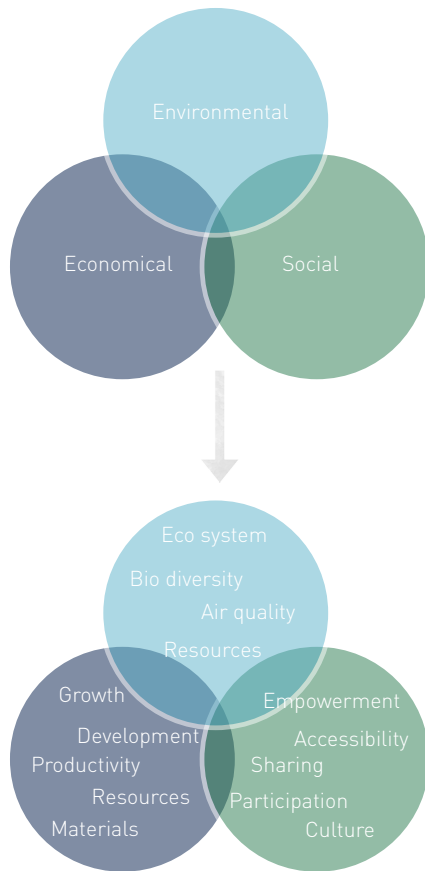 Environmental
Economical
Social
Eco system
Bio diversity
Air quality
Resources
Growth
Development
Productivity
Resources
Materials
Empowerment
Accessibility
Sharing
Participation
Culture